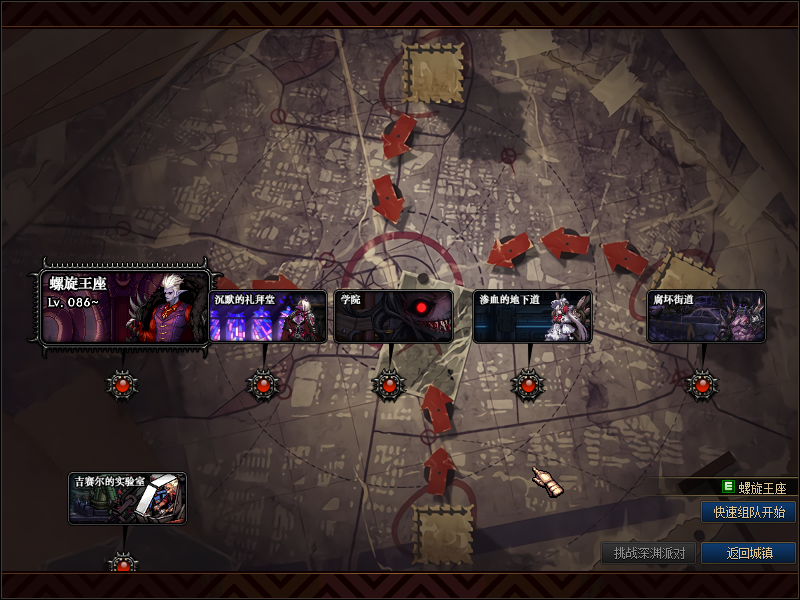 螺旋王座
Lv. 086~
沉默的礼拜堂
学院
渗血的地下道
腐坏街道
吉赛尔的实验室
E 螺旋王座
快速组队开始
挑战深渊派对
返回城镇